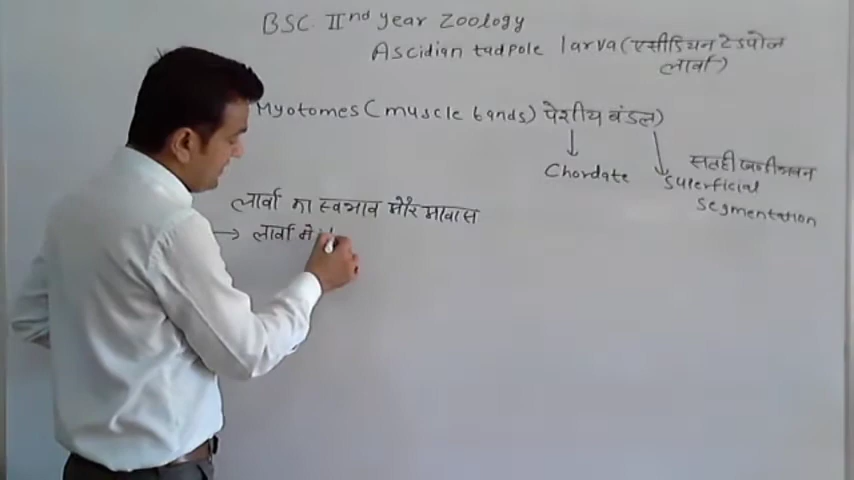 BSC IInd year Zoology
Ascidian tadpole larva (एसीडियन टेडपोल
लार्वा)
Myotomes (muscle bands) पेशीय बंडल)
Chordate
सतही खण्डीभवन
Superficial
segmentation
लार्वा का स्वभाव और आवास
→ लार्वा में